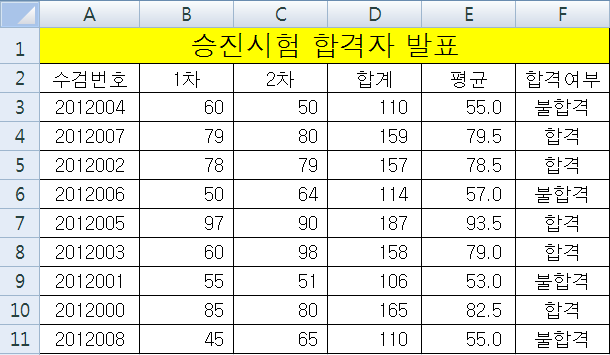 A B C D E F
1 승진시험 합격자 발표
2 수검번호 1차 2차 합계 평균 합격여부
3 2012004 60 50 110 55.0 불합격
4 2012007 79 80 159 79.5 합격
5 2012002 78 79 157 78.5 합격
6 2012006 50 64 114 57.0 불합격
7 2012005 97 90 187 93.5 합격
8 2012003 60 98 158 79.0 합격
9 2012001 55 51 106 53.0 불합격
10 2012000 85 80 165 82.5 합격
11 2012008 45 65 110 55.0 불합격